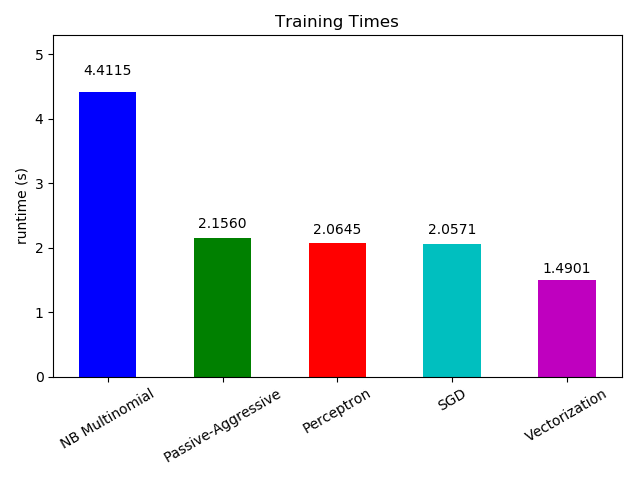 Training Times
runtime (s)
5
4
3
2
1
0
4.4115
2.1560
2.0645
2.0571
1.4901
NB Multinomial
Passive-Aggressive
Perceptron
SGD
Vectorization